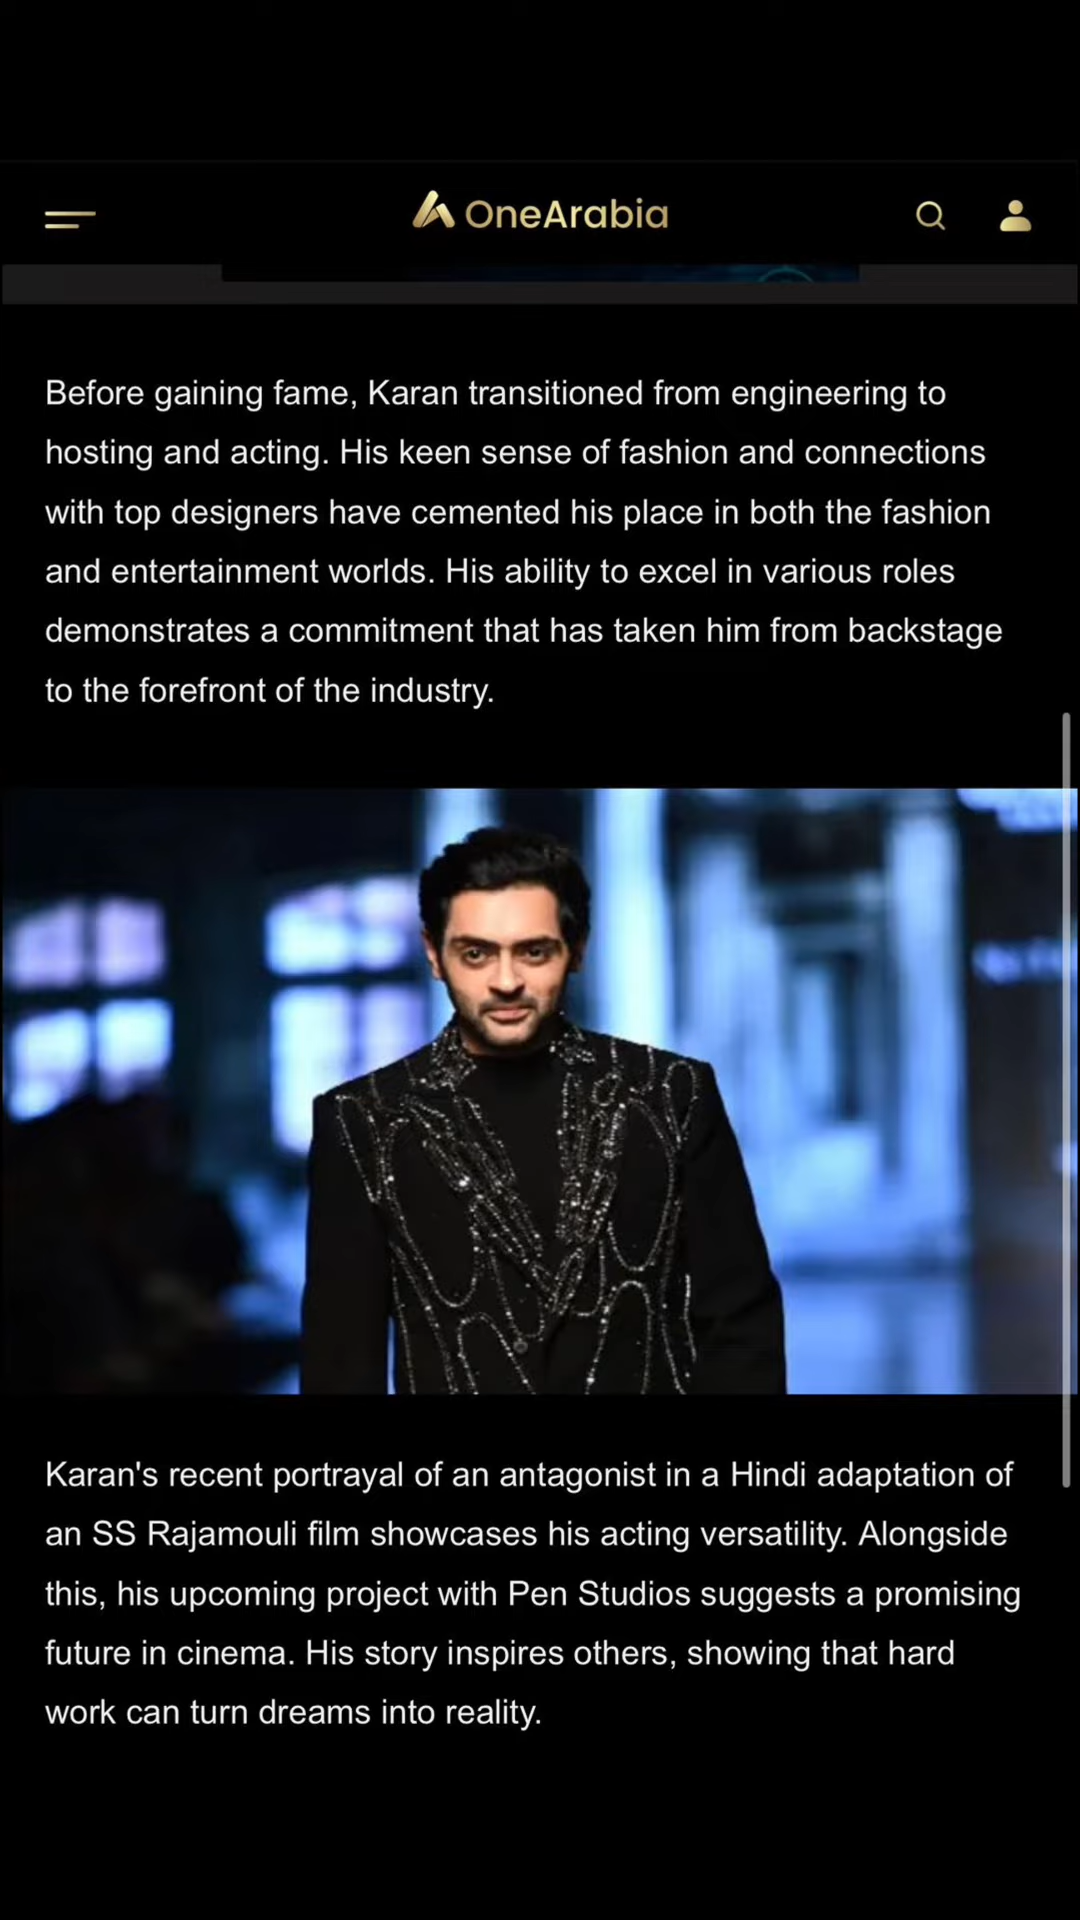 OneArabia
Before gaining fame, Karan transitioned from engineering to
hosting and acting. His keen sense of fashion and connections
with top designers have cemented his place in both the fashion
and entertainment worlds. His ability to excel in various roles
demonstrates a commitment that has taken him from backstage
to the forefront of the industry.
Karan's recent portrayal of an antagonist in a Hindi adaptation of
an SS Rajamouli film showcases his acting versatility. Alongside
this, his upcoming project with Pen Studios suggests a promising
future in cinema. His story inspires others, showing that hard
work can turn dreams into reality.